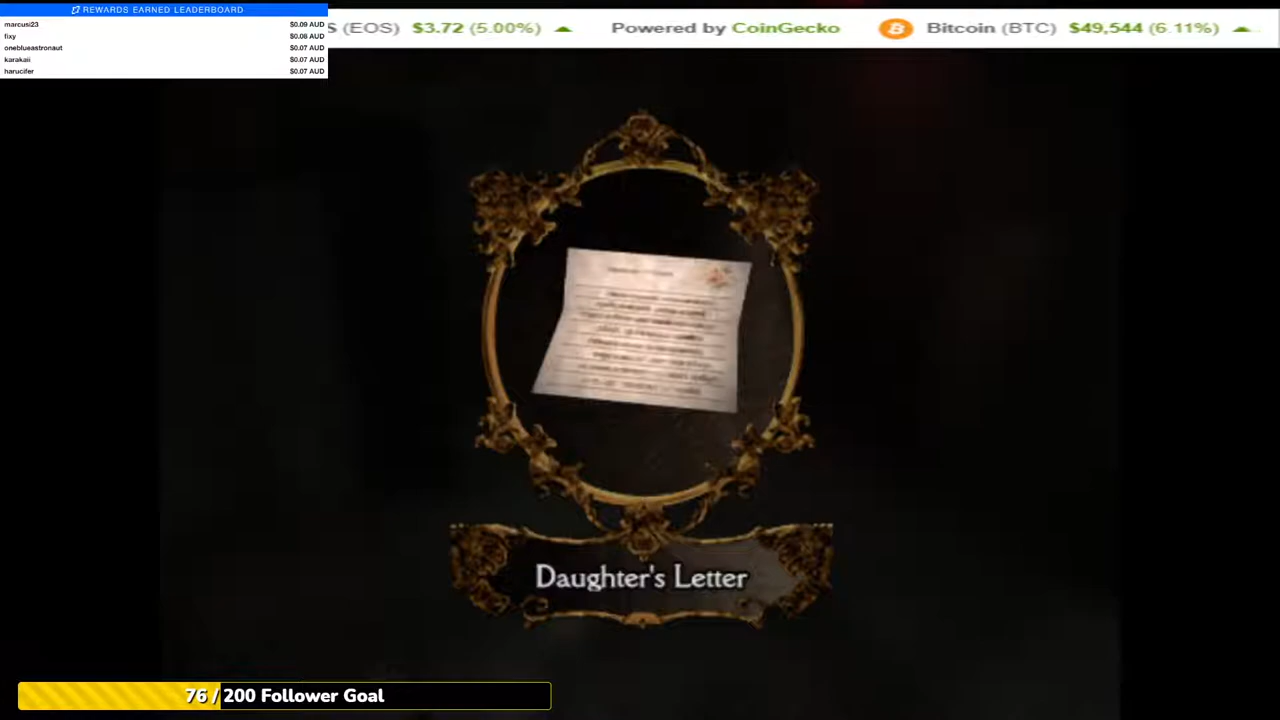 REWARDS EARNED LEADERBOARD
marcusi23 $0.09 AUD
fixy $0.08 AUD
oneblueastronaut $0.07 AUD
karakaii $0.07 AUD
harucifer $0.07 AUD
S (EOS) $3.72 (5.00%) Powered by CoinGecko Bitcoin (BTC) $49,544 (6.11%)
Daughter's Letter
76 / 200 Follower Goal